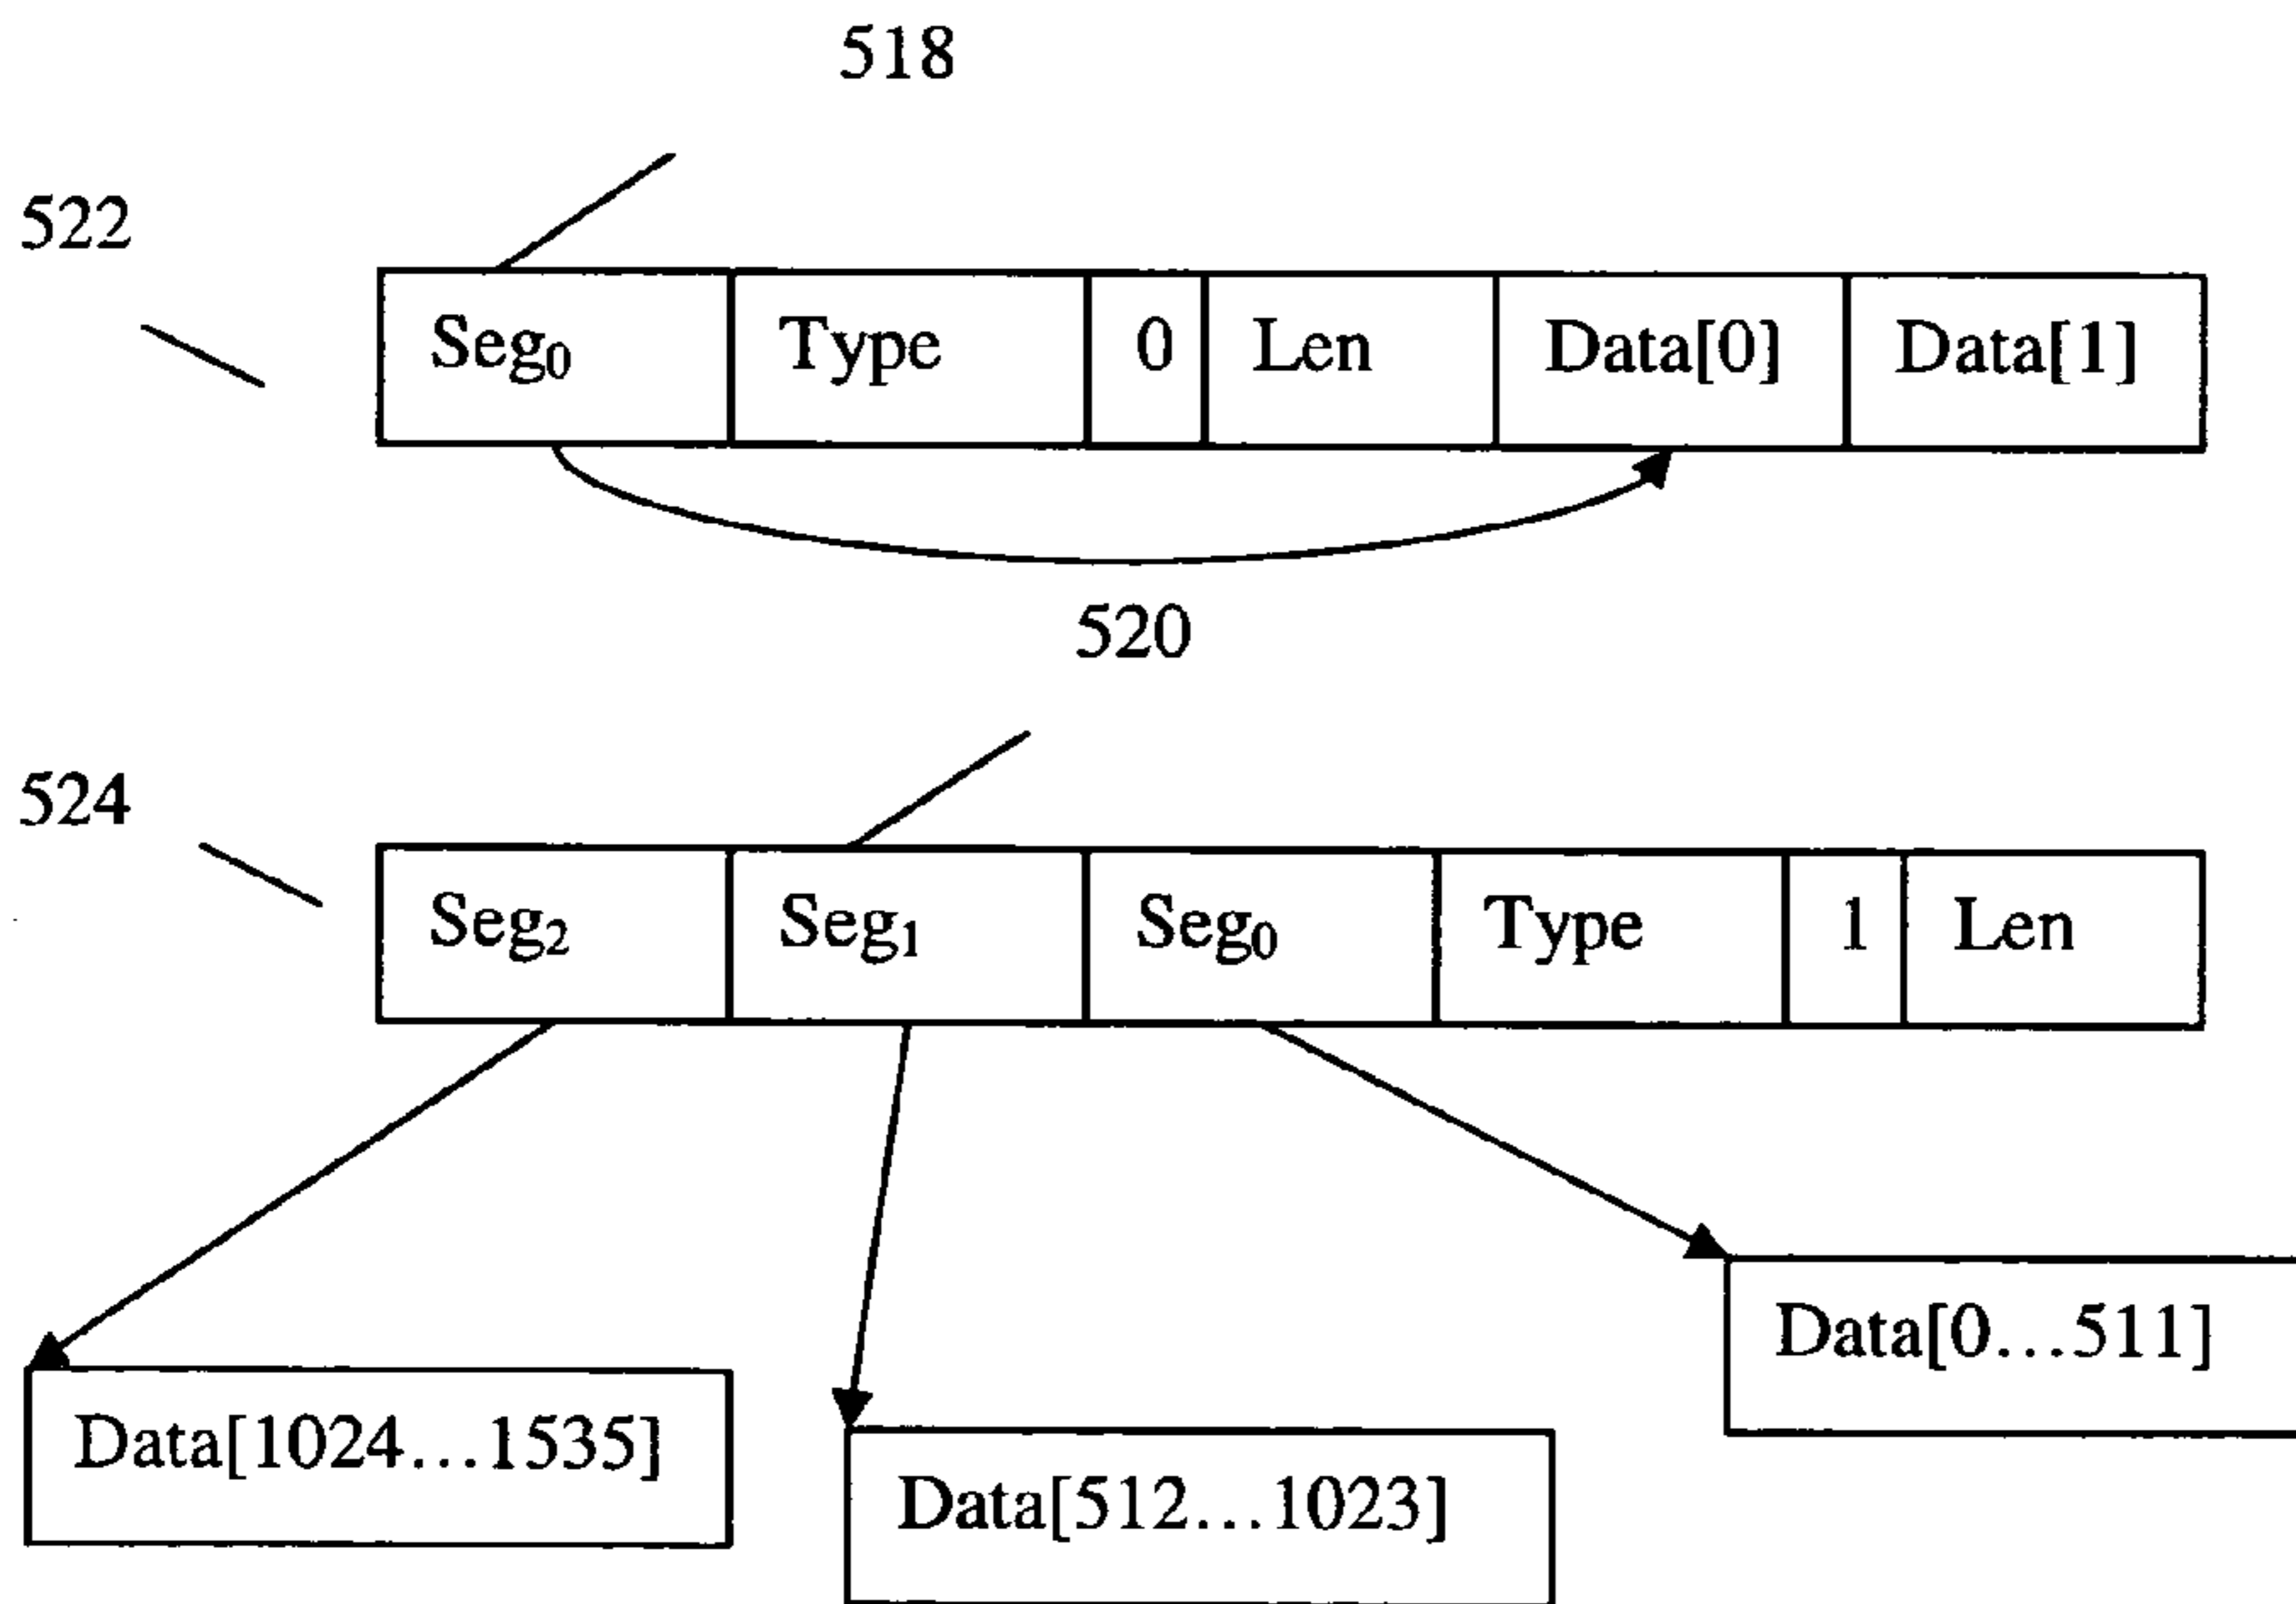 518
522
Seg₀ Type 0 Len Data[0] Data[1]
520
524
Seg₂ Seg₁ Seg₀ Type 1 Len
Data[0...511]
Data[1024...1535]
Data[512...1023]